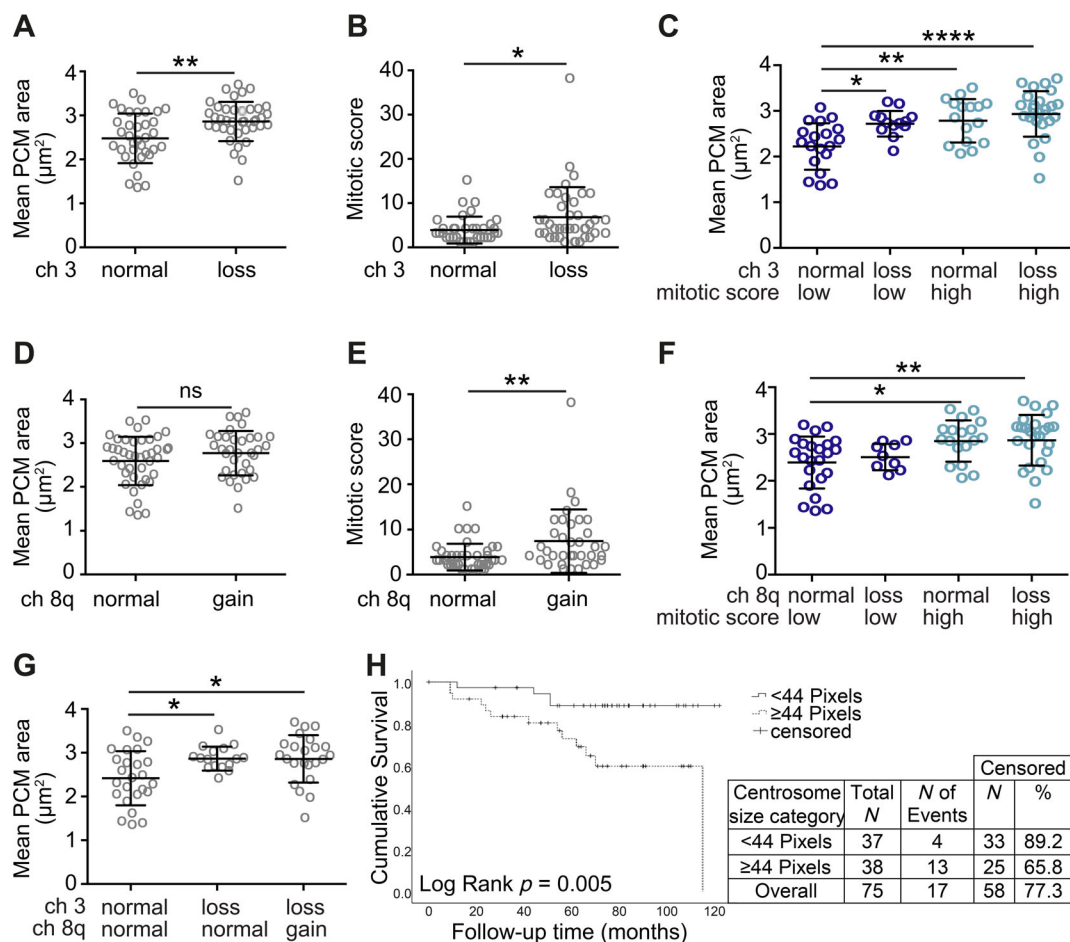 A
Mean PCM area
(µm²)
4
3
2
1
0
**
ch 3 normal loss
B
Mitotic score
40
30
20
10
0
*
ch 3 normal loss
C
Mean PCM area
(µm²)
4
3
2
1
0
****
**
*
ch 3 normal loss normal loss
mitotic score low low high high
D
Mean PCM area
(µm²)
4
3
2
1
0
ns
ch 8q normal gain
E
Mitotic score
40
20
0
**
ch 8q normal gain
F
Mean PCM area
(µm²)
4
3
2
1
0
**
*
ch 8q normal loss normal loss
mitotic score low low high high
G
Mean PCM area
(µm²)
4
3
2
1
0
*
*
ch 3 normal loss loss
ch 8q normal normal gain
H
Cumulative Survival
1.0
0.8
0.6
0.4
0.2
0.0
<44 Pixels
≥44 Pixels
censored
Log Rank p = 0.005
0 20 40 60 80 100 120
Follow-up time (months)
Censored
Centrosome size category Total N N of Events N %
<44 Pixels 37 4 33 89.2
≥44 Pixels 38 13 25 65.8
Overall 75 17 58 77.3